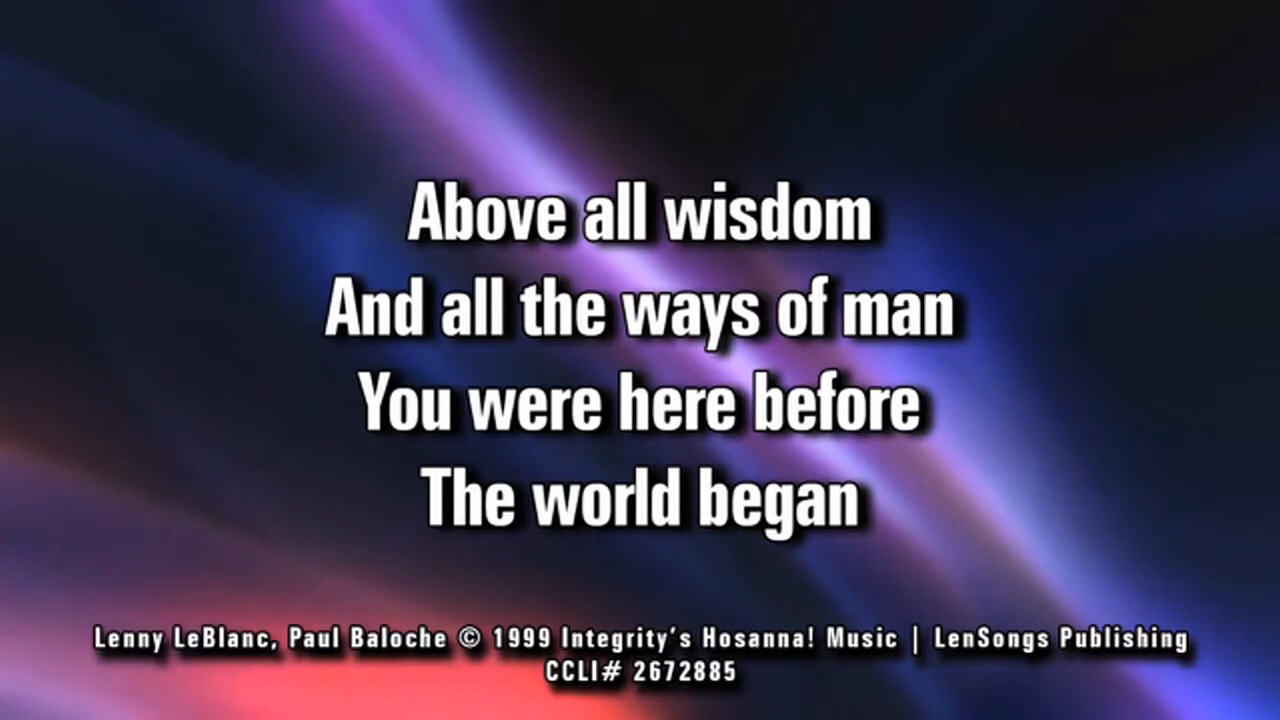 Above all wisdom
And all the ways of man
You were here before
The world began
Lenny LeBlanc, Paul Baloche © 1999 Integrity's Hosanna! Music | LenSongs Publishing
CCLI# 2672885